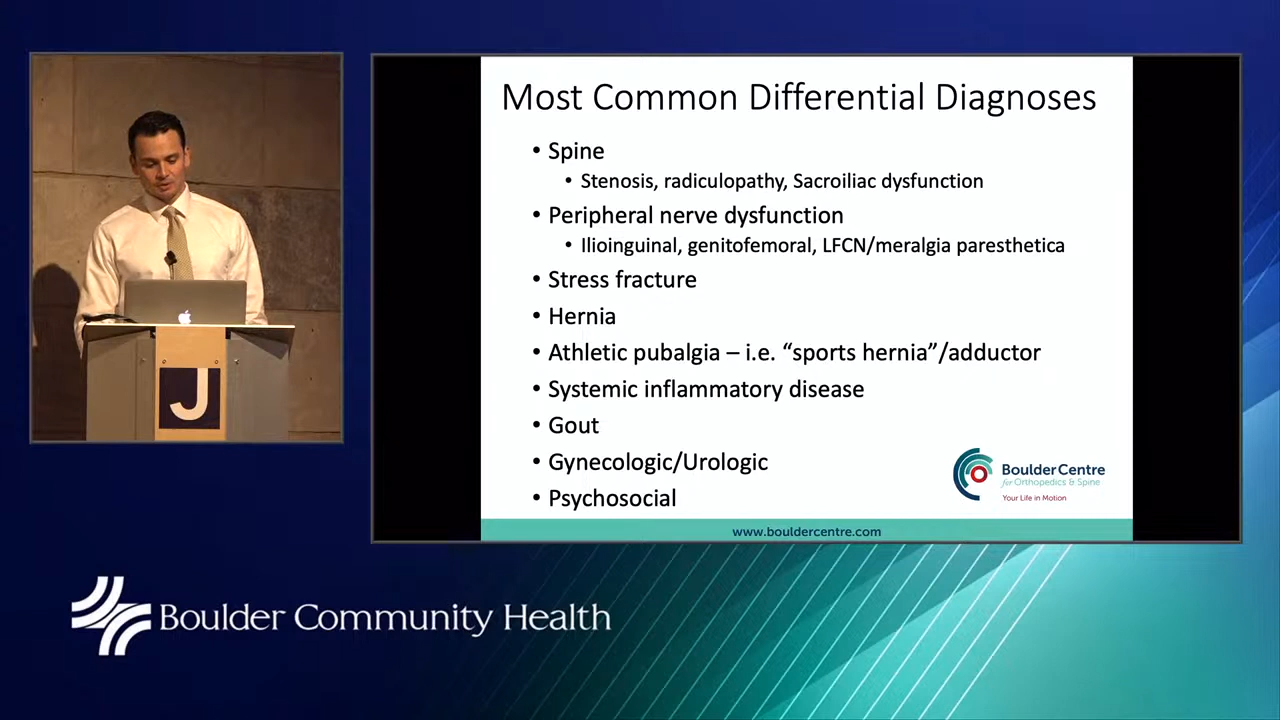 Most Common Differential Diagnoses
• Spine
• Stenosis, radiculopathy, Sacroiliac dysfunction
• Peripheral nerve dysfunction
• Ilioinguinal, genitofemoral, LFCN/meralgia paresthetica
• Stress fracture
• Hernia
• Athletic pubalgia – i.e. “sports hernia”/adductor
• Systemic inflammatory disease
• Gout
• Gynecologic/Urologic
• Psychosocial
BoulderCentre
for Orthopedics & Spine
Your Life in Motion
www.bouldercentre.com
J
Boulder Community Health